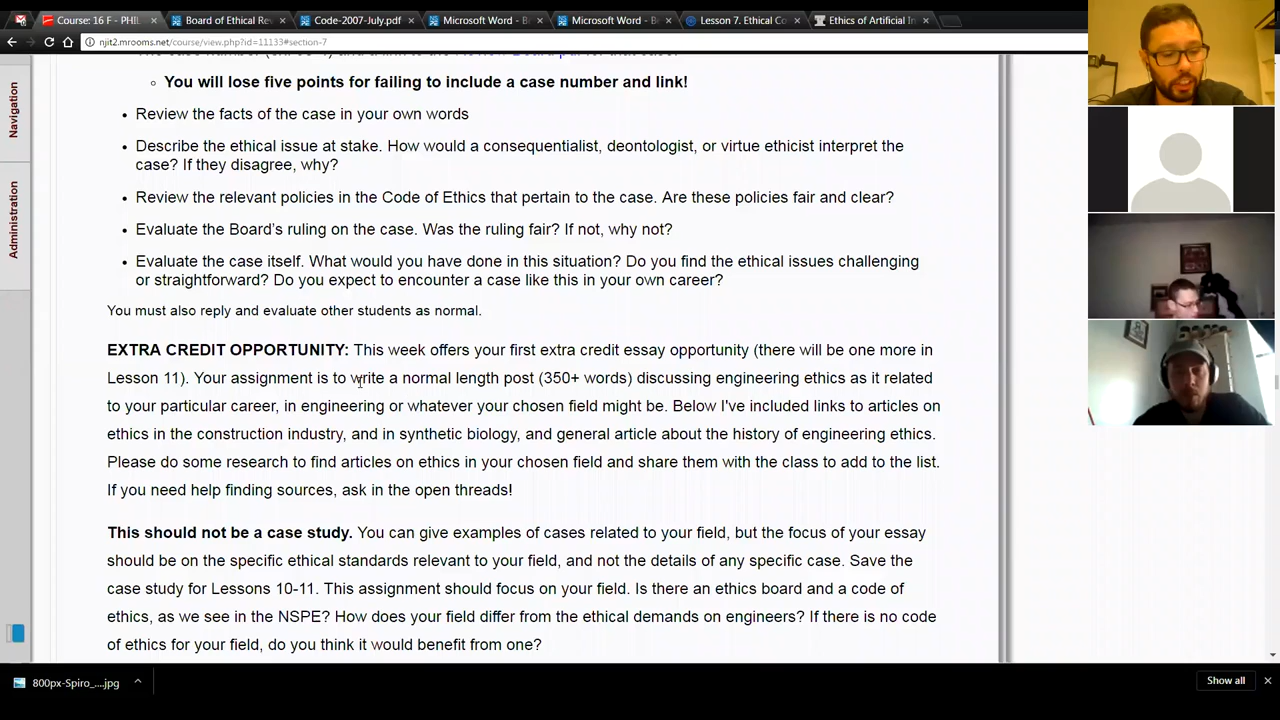 Course: 16 F - PHIL
Board of Ethical Rev
Code-2007-July.pdf
Microsoft Word - B
Microsoft Word - B
Lesson 7. Ethical Co
Ethics of Artificial In
njit2.mrooms.net/course/view.php?id=11133#section-7
Navigation
Administration
You will lose five points for failing to include a case number and link!
Review the facts of the case in your own words
Describe the ethical issue at stake. How would a consequentialist, deontologist, or virtue ethicist interpret the
case? If they disagree, why?
Review the relevant policies in the Code of Ethics that pertain to the case. Are these policies fair and clear?
Evaluate the Board's ruling on the case. Was the ruling fair? If not, why not?
Evaluate the case itself. What would you have done in this situation? Do you find the ethical issues challenging
or straightforward? Do you expect to encounter a case like this in your own career?
You must also reply and evaluate other students as normal.
EXTRA CREDIT OPPORTUNITY: This week offers your first extra credit essay opportunity (there will be one more in
Lesson 11). Your assignment is to write a normal length post (350+ words) discussing engineering ethics as it related
to your particular career, in engineering or whatever your chosen field might be. Below I've included links to articles on
ethics in the construction industry, and in synthetic biology, and general article about the history of engineering ethics.
Please do some research to find articles on ethics in your chosen field and share them with the class to add to the list.
If you need help finding sources, ask in the open threads!
This should not be a case study. You can give examples of cases related to your field, but the focus of your essay
should be on the specific ethical standards relevant to your field, and not the details of any specific case. Save the
case study for Lessons 10-11. This assignment should focus on your field. Is there an ethics board and a code of
ethics, as we see in the NSPE? How does your field differ from the ethical demands on engineers? If there is no code
of ethics for your field, do you think it would benefit from one?
800px-Spiro_....jpg
Show all